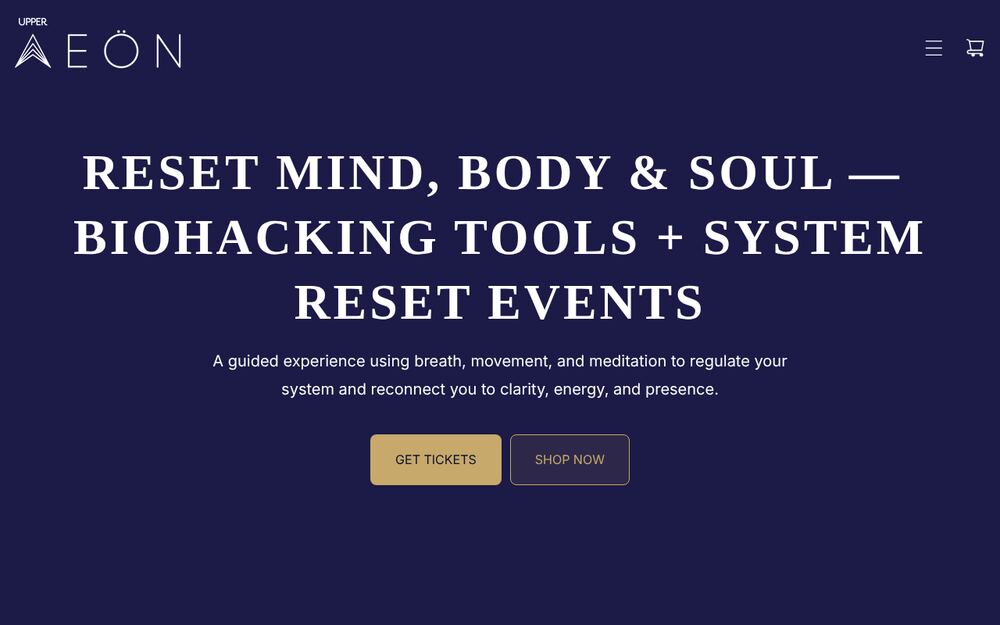 UPPER
AEÖN
RESET MIND, BODY & SOUL —
BIOHACKING TOOLS + SYSTEM
RESET EVENTS
A guided experience using breath, movement, and meditation to regulate your
system and reconnect you to clarity, energy, and presence.
GET TICKETS
SHOP NOW